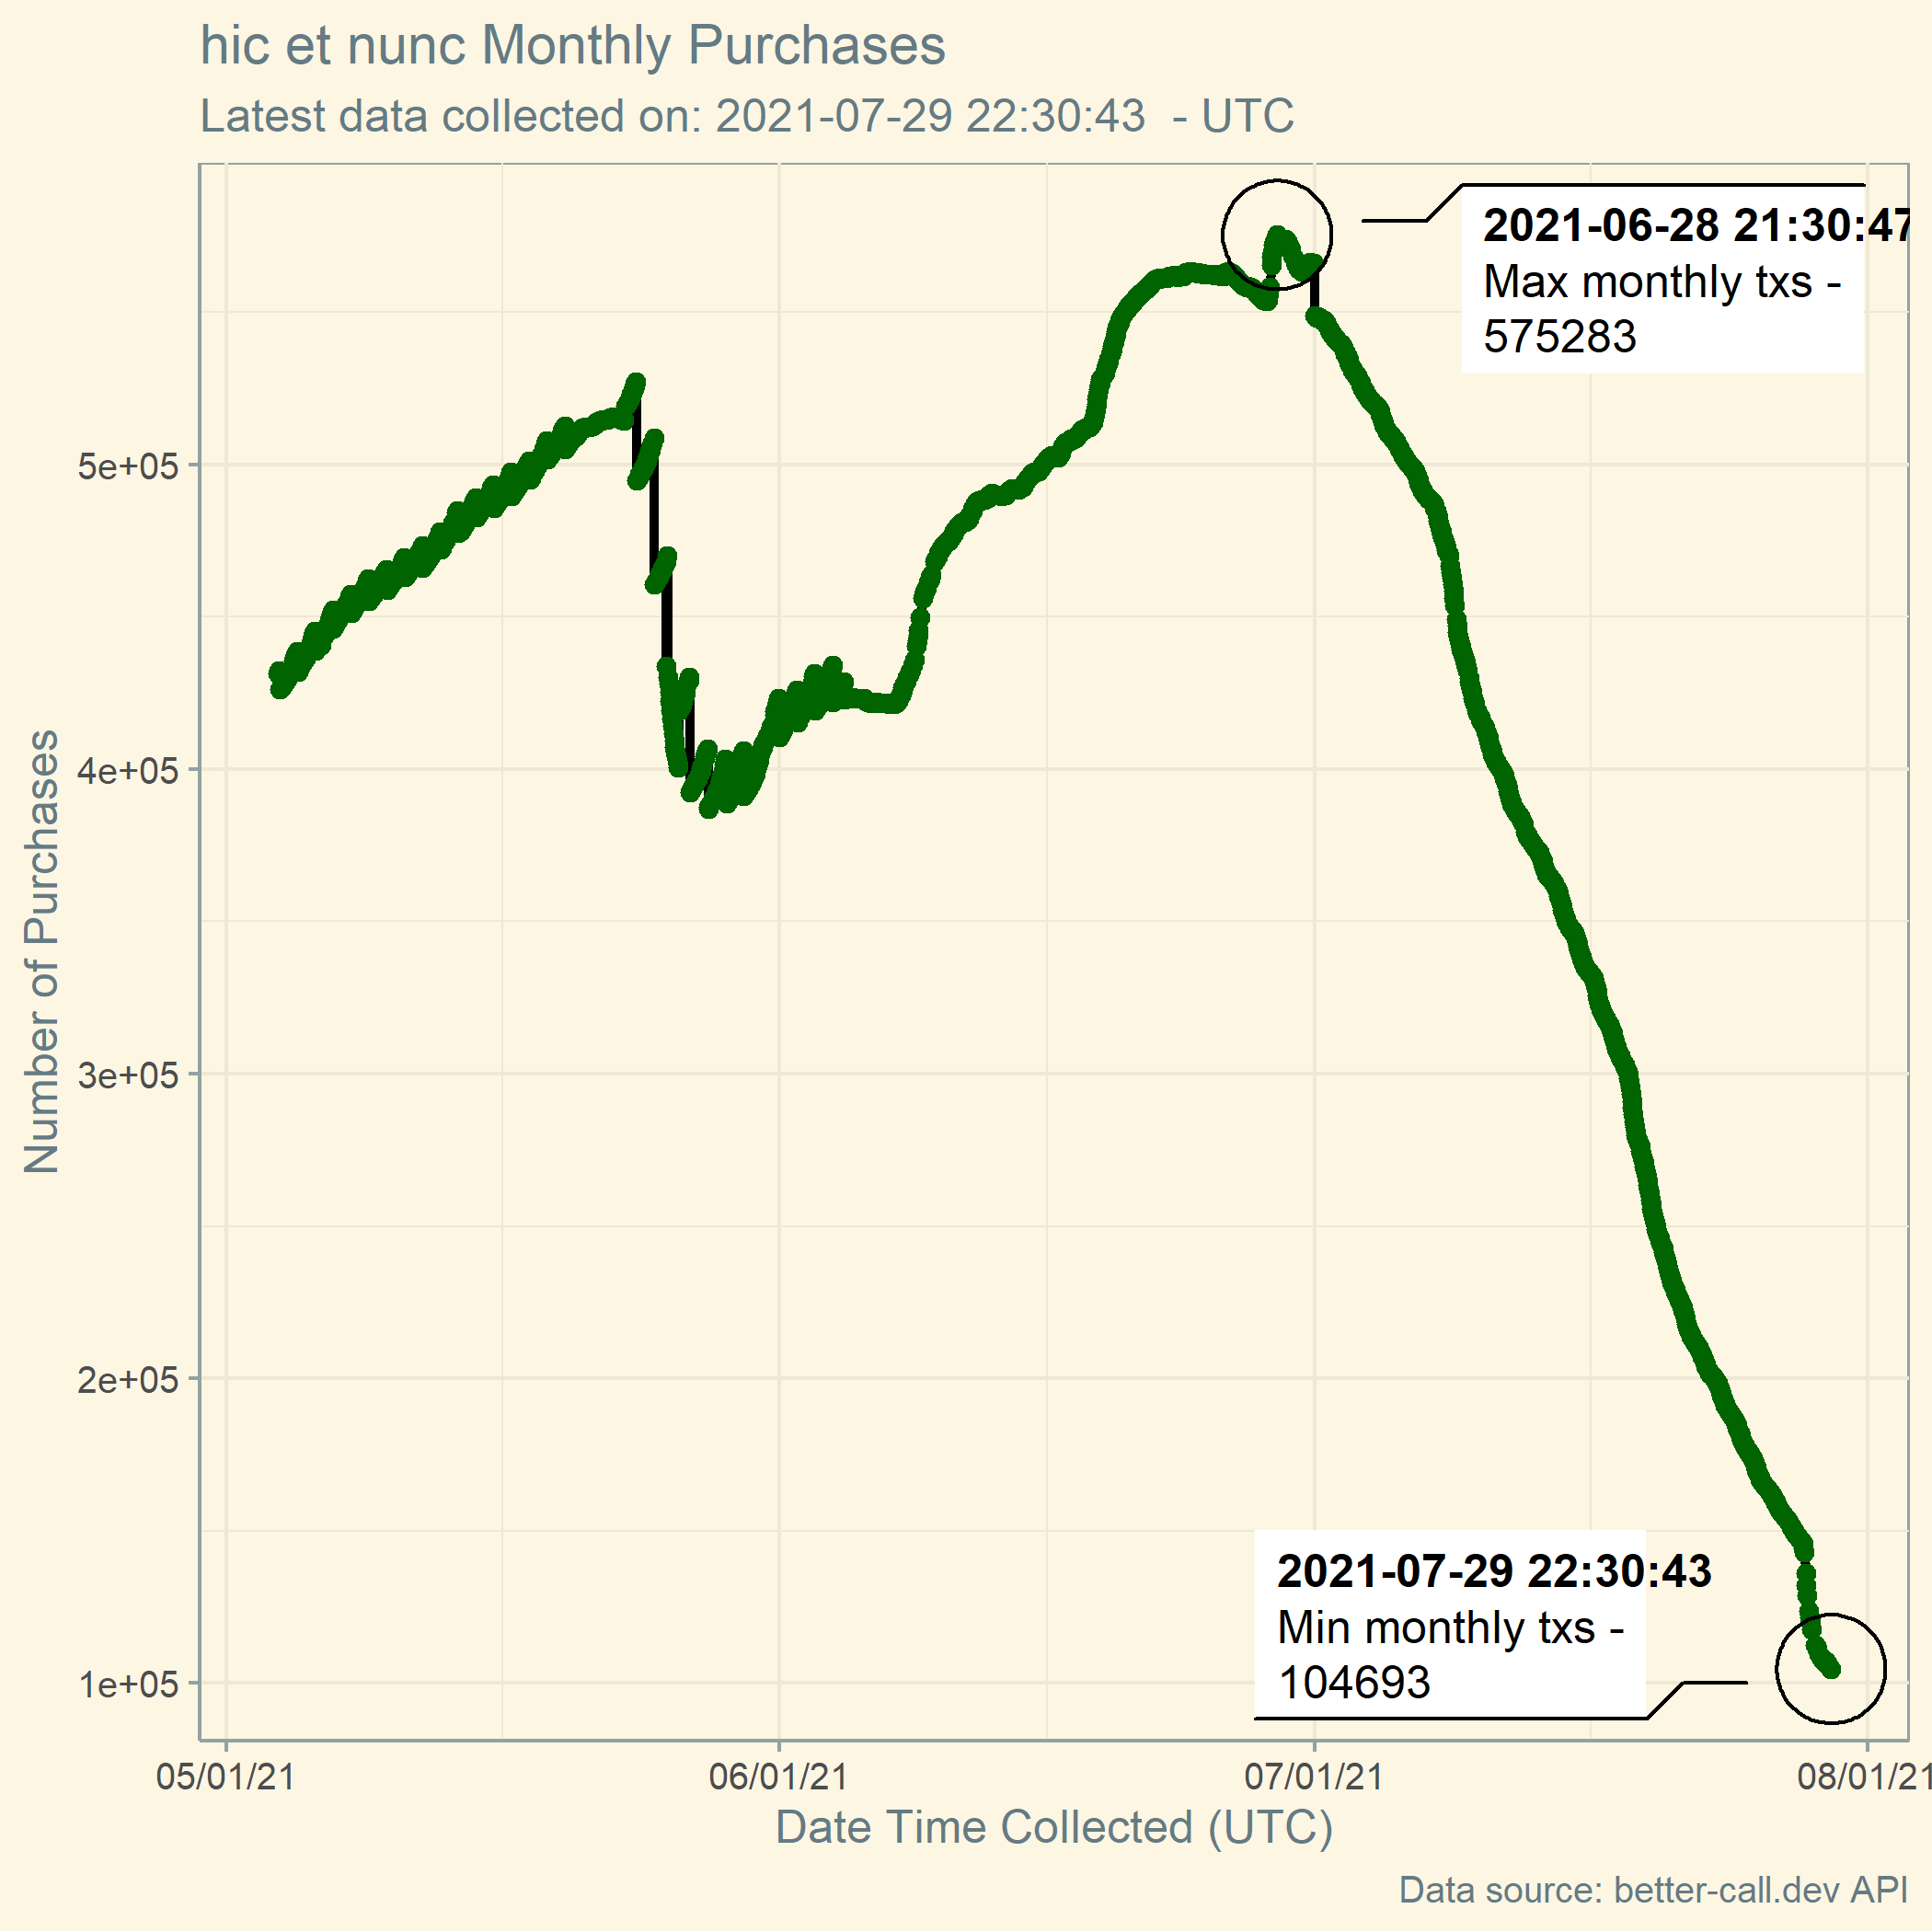 hic et nunc Monthly Purchases
Latest data collected on: 2021-07-29 22:30:43 - UTC
2021-06-28 21:30:47
Max monthly txs -
575283
5e+05
4e+05
3e+05
2e+05
1e+05
Number of Purchases
2021-07-29 22:30:43
Min monthly txs -
104693
05/01/21
06/01/21
07/01/21
08/01/21
Date Time Collected (UTC)
Data source: better-call.dev API